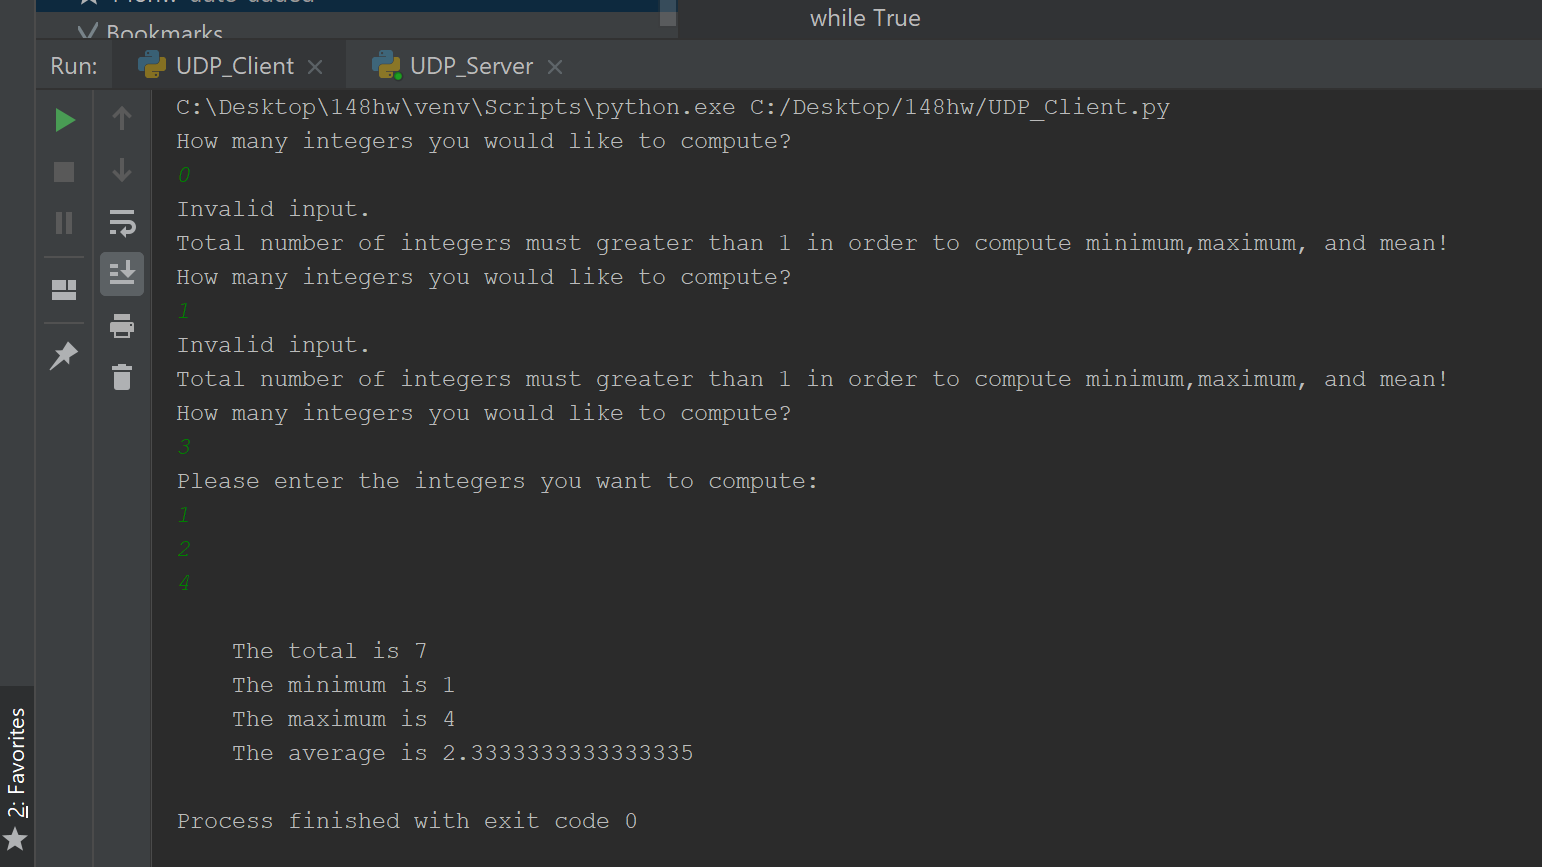 while True
Bookmarks
Run: UDP_Client UDP_Server
C:\Desktop\148hw\venv\Scripts\python.exe C:/Desktop/148hw/UDP_Client.py
How many integers you would like to compute?
0
Invalid input.
Total number of integers must greater than 1 in order to compute minimum,maximum, and mean!
How many integers you would like to compute?
1
Invalid input.
Total number of integers must greater than 1 in order to compute minimum,maximum, and mean!
How many integers you would like to compute?
3
Please enter the integers you want to compute:
1
2
4
The total is 7
The minimum is 1
The maximum is 4
The average is 2.3333333333333335
Process finished with exit code 0
2: Favorites